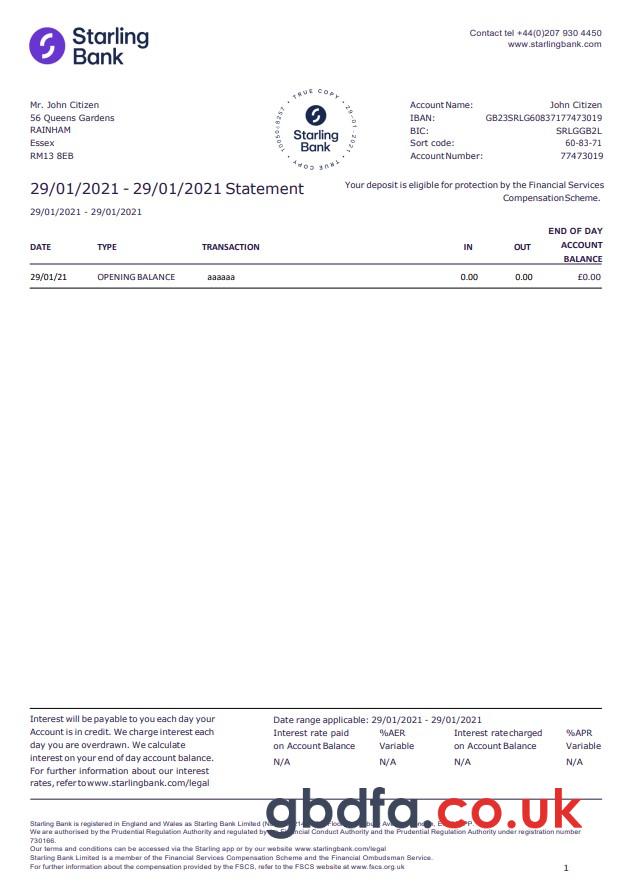 Starling
Bank
Contact tel +44(0)207 930 4450
www.starlingbank.com
Mr. John Citizen
56 Queens Gardens
RAINHAM
Essex
RM13 8EB
TRUE COPY • 29-01-2021 • TRUE COPY •
Starling
Bank
Account Name: John Citizen
IBAN: GB23SRLG60837177473019
BIC: SRLGGB2L
Sort code: 60-83-71
Account Number: 77473019
29/01/2021 - 29/01/2021 Statement
Your deposit is eligible for protection by the Financial Services
Compensation Scheme.
29/01/2021 - 29/01/2021
DATE TYPE TRANSACTION IN OUT END OF DAY
ACCOUNT
BALANCE
29/01/21 OPENING BALANCE aaaaaa 0.00 0.00 £0.00
Interest will be payable to you each day your
Account is in credit. We charge interest each
day you are overdrawn. We calculate
interest on your end of day account balance.
For further information about our interest
rates, refer to www.starlingbank.com/legal
Date range applicable: 29/01/2021 - 29/01/2021
Interest rate paid %AER Interest rate charged %APR
on Account Balance Variable on Account Balance Variable
N/A N/A N/A N/A
gbdfa.co.uk
Starling Bank is registered in England and Wales as Starling Bank Limited
We are authorised by the Prudential Regulation Authority and regulated by Financial Conduct Authority and the Prudential Regulation Authority under registration number
730166.
Our terms and conditions can be accessed via the Starling app or by our website www.starlingbank.com/legal
Starling Bank Limited is a member of the Financial Services Compensation Scheme and the Financial Ombudsman Service.
For further information about the compensation provided by the FSCS, refer to the FSCS website at www.fscs.org.uk
1